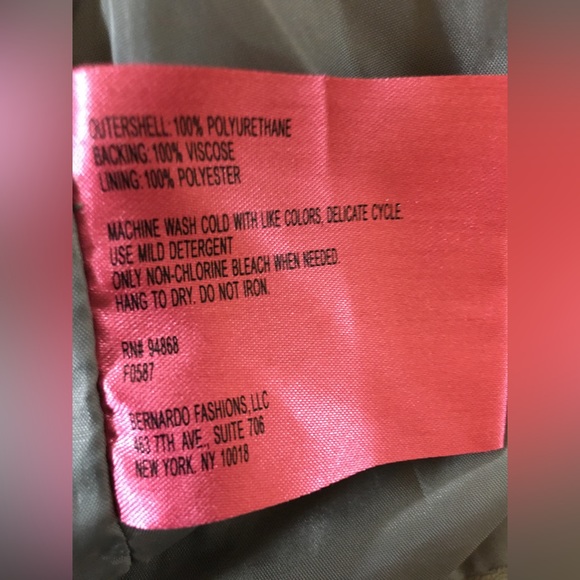 OUTERSHELL: 100% POLYURETHANE
BACKING: 100% VISCOSE
LINING: 100% POLYESTER
MACHINE WASH COLD WITH LIKE COLORS, DELICATE CYCLE.
USE MILD DETERGENT
ONLY NON-CHLORINE BLEACH WHEN NEEDED.
HANG TO DRY. DO NOT IRON.
RN# 94868
F0587
BERNARDO FASHIONS, LLC
463 7TH AVE., SUITE 706
NEW YORK, NY 10018